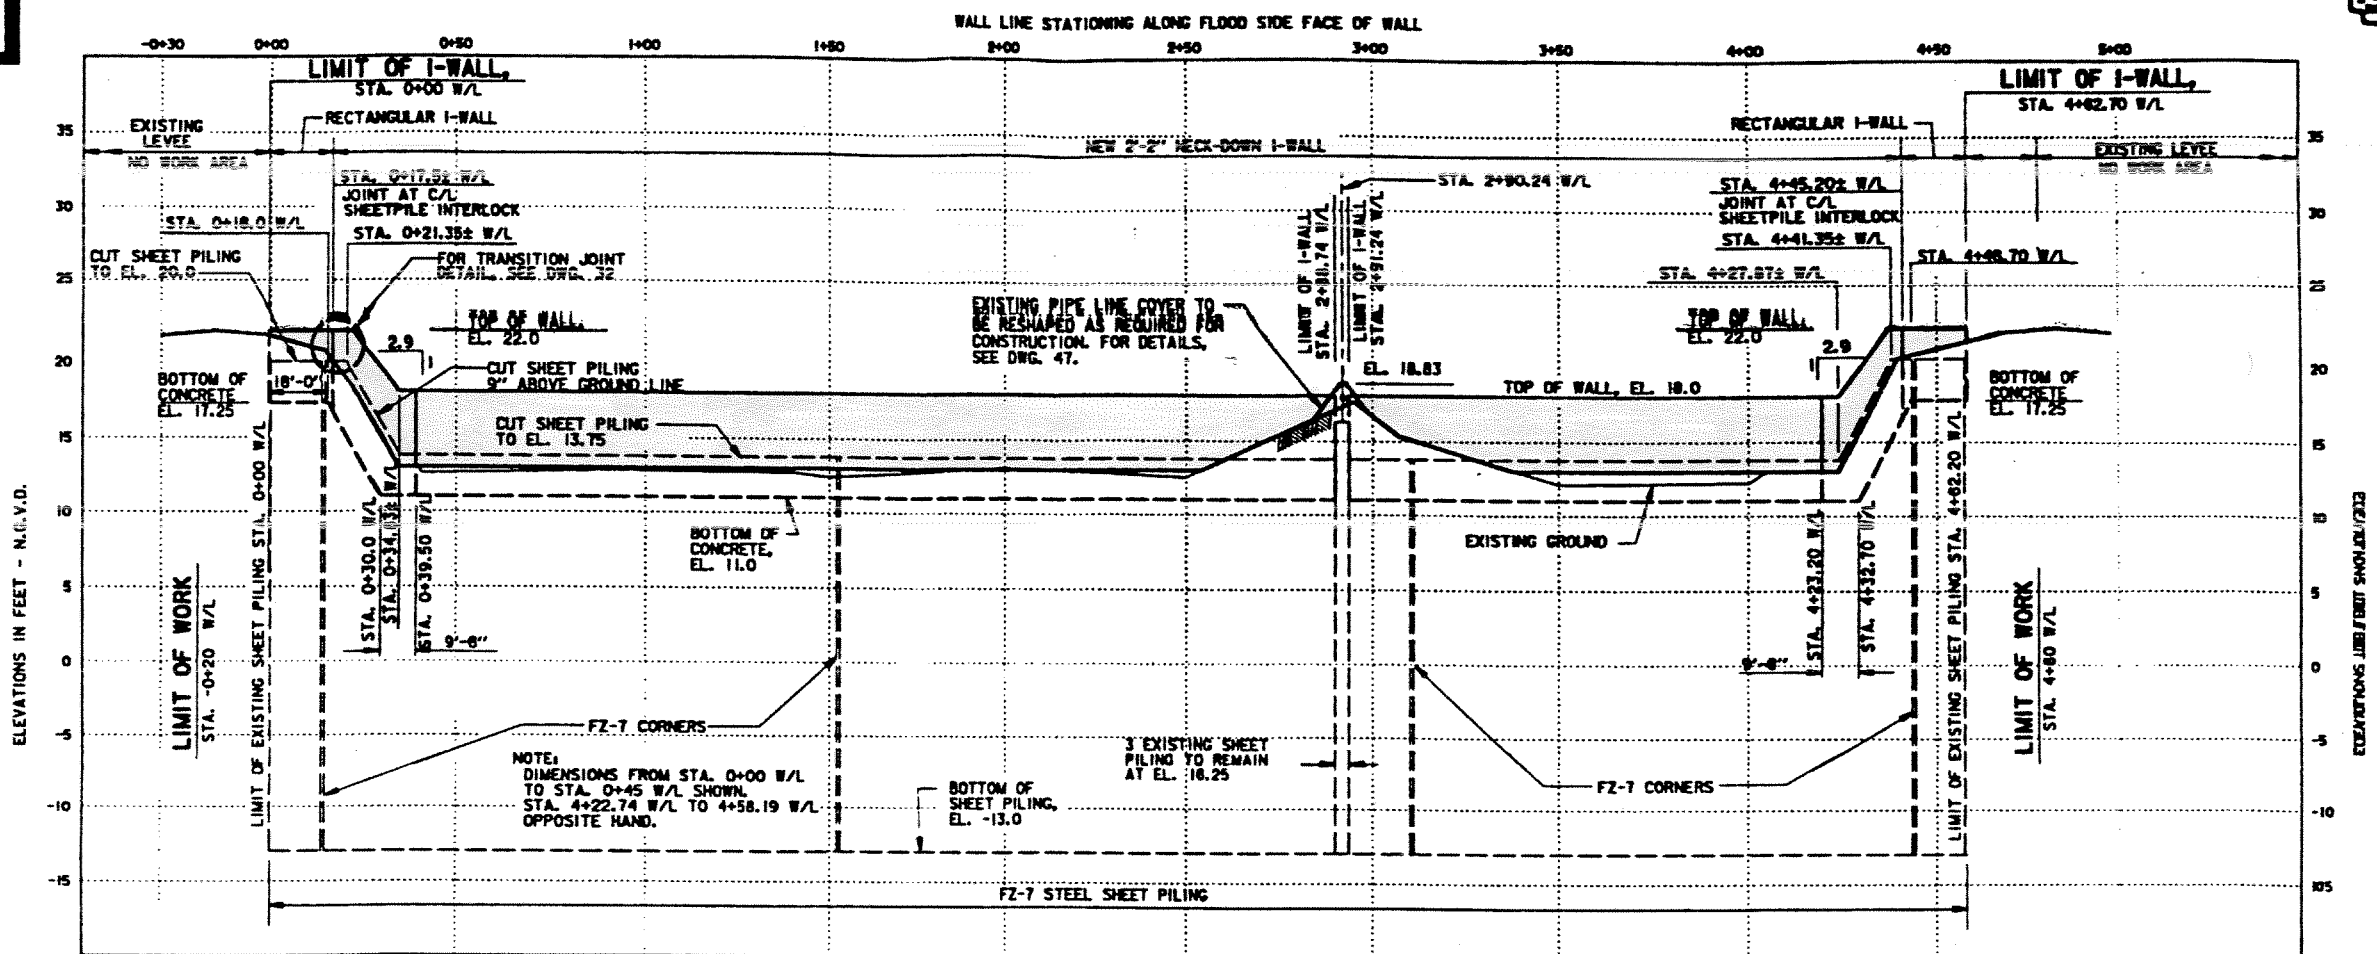 WALL LINE STATIONING ALONG FLOOD SIDE FACE OF WALL
-0+30 0+00 0+50 1+00 1+50 2+00 2+50 3+00 3+50 4+00 4+50 5+00
LIMIT OF I-WALL,
STA. 0+00 W/L
RECTANGULAR I-WALL
EXISTING
LEVEE
NO WORK AREA
NEW 2'-2" NECK-DOWN I-WALL
LIMIT OF I-WALL,
STA. 4+62.70 W/L
RECTANGULAR I-WALL
EXISTING LEVEE
NO WORK AREA
STA. 0+17.5± W/L
JOINT AT C/L
SHEETPILE INTERLOCK
STA. 0+16.0 W/L
STA. 0+21.35± W/L
CUT SHEET PILING
TO EL. 20.0
FOR TRANSITION JOINT
DETAIL, SEE DWG. 32
TOP OF WALL,
EL. 22.0
2.9
1
CUT SHEET PILING
9" ABOVE GROUND LINE
BOTTOM OF
CONCRETE
EL. 17.25
16'-0"
CUT SHEET PILING
TO EL. 13.75
EXISTING PIPE LINE COVER TO
BE RESHAPED AS REQUIRED FOR
CONSTRUCTION. FOR DETAILS,
SEE DWG. 47.
LIMIT OF I-WALL
LIMIT OF I-WALL
STA. 2+91.24 W/L
STA. 2+90.24 W/L
EL. 18.83
TOP OF WALL, EL. 18.0
STA. 4+45.20± W/L
JOINT AT C/L
SHEETPILE INTERLOCK
STA. 4+41.35± W/L
STA. 4+46.70 W/L
STA. 4+27.87± W/L
TOP OF WALL,
EL. 22.0
2.9
1
BOTTOM OF
CONCRETE
EL. 17.25
35
30
25
20
15
10
5
0
-5
-10
-15
35
30
25
20
15
10
5
0
-5
-10
ELEVATIONS IN FEET - N.G.V.D.
LIMIT OF WORK
STA. -0+20 W/L
LIMIT OF EXISTING SHEET PILING STA. 0+00 W/L
STA. 0+30.0 W/L
STA. 0+39.50 W/L
9'-6"
BOTTOM OF
CONCRETE,
EL. 11.0
EXISTING GROUND
FZ-7 CORNERS
NOTE:
DIMENSIONS FROM STA. 0+00 W/L
TO STA. 0+45 W/L SHOWN.
STA. 4+22.74 W/L TO 4+58.19 W/L
OPPOSITE HAND.
BOTTOM OF
SHEET PILING,
EL. -13.0
3 EXISTING SHEET
PILING TO REMAIN
AT EL. 16.25
FZ-7 CORNERS
STA. 4+23.20 W/L
STA. 4+32.70 W/L
9'-6"
LIMIT OF EXISTING SHEET PILING STA. 4+62.20 W/L
LIMIT OF WORK
STA. 4+80 W/L
FZ-7 STEEL SHEET PILING